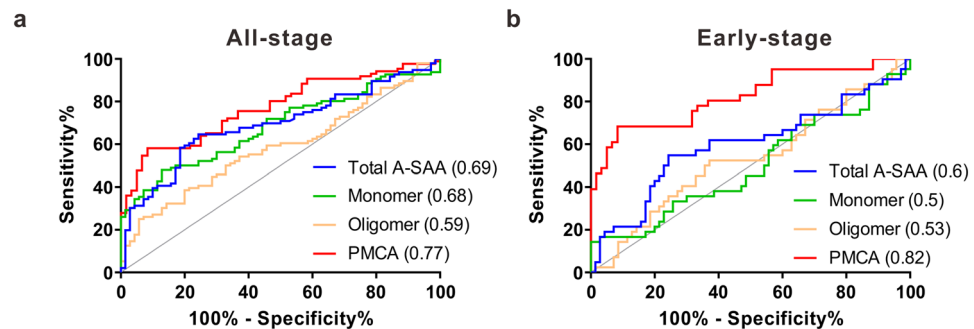 a
All-stage
Sensitivity%
100
80
60
40
20
0
Total A-SAA (0.69)
Monomer (0.68)
Oligomer (0.59)
PMCA (0.77)
0 20 40 60 80 100
100% - Specificity%
b
Early-stage
Sensitivity%
100
80
60
40
20
0
Total A-SAA (0.6)
Monomer (0.5)
Oligomer (0.53)
PMCA (0.82)
0 20 40 60 80 100
100% - Specificity%